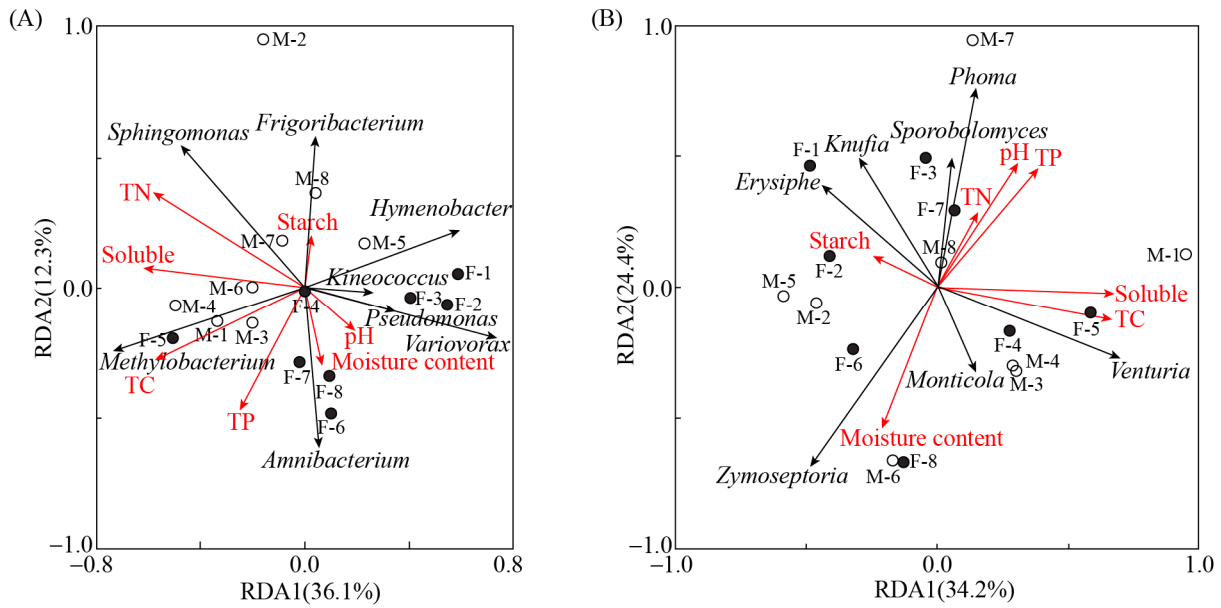 (A)
1.0
M-2
Sphingomonas
Frigoribacterium
M-8
TN
Starch
Hymenobacter
M-7
M-5
Soluble
M-6
Kineococcus
F-1
0.0
M-4
F-4
F-3
F-2
M-1
M-3
Pseudomonas
F-5
pH
Variovorax
Methylobacterium
Moisture content
TC
F-7
F-8
TP
F-6
Amnibacterium
−1.0
−0.8
0.0
0.8
RDA1(36.1%)
RDA2(12.3%)
(B)
1.0
M-7
Phoma
Knufia
Sporobolomyces
F-1
F-3
pH
TP
Erysiphe
TN
F-7
Starch
M-8
M-1
F-2
M-5
0.0
Soluble
M-2
TC
F-5
F-4
F-6
M-4
Monticola
M-3
Venturia
Moisture content
Zymoseptoria
F-8
M-6
−1.0
−1.0
0.0
1.0
RDA1(34.2%)
RDA2(24.4%)